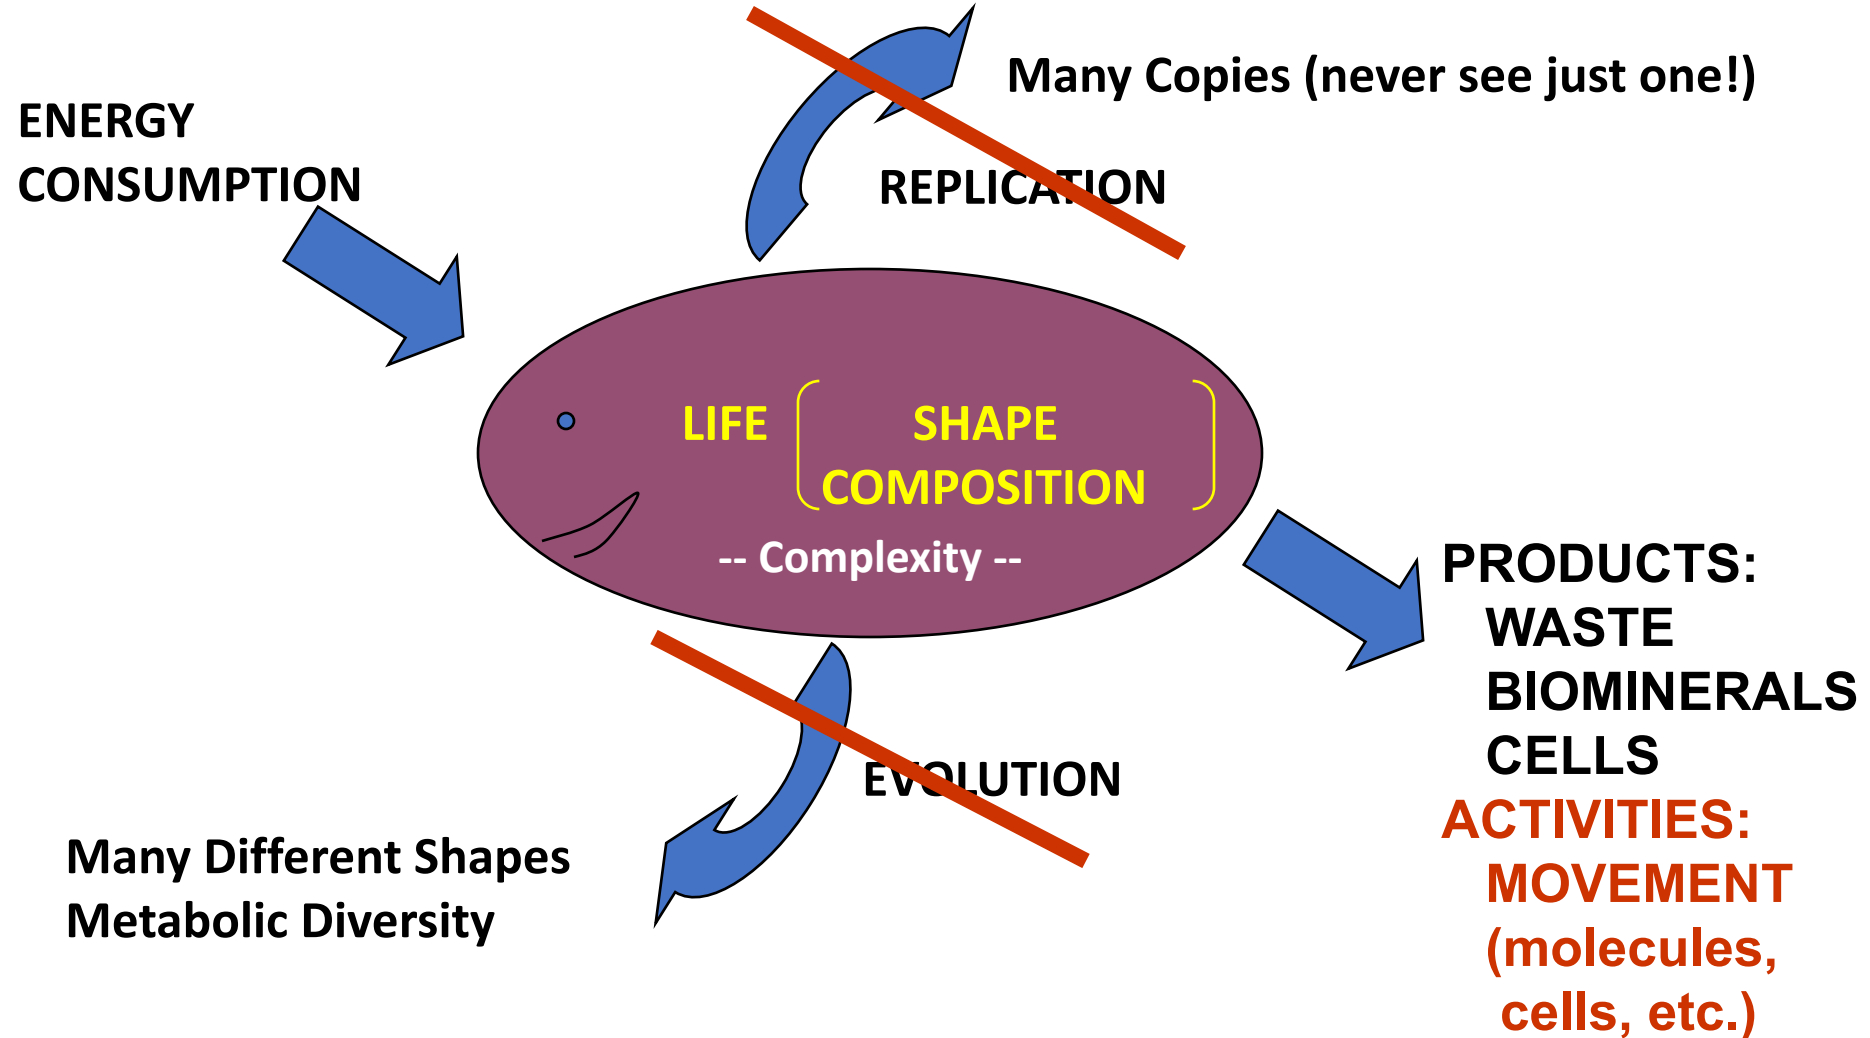 Many Copies (never see just one!)
ENERGY
CONSUMPTION
REPLICATION
LIFE
SHAPE
COMPOSITION
-- Complexity --
PRODUCTS:
WASTE
BIOMINERALS
CELLS
ACTIVITIES:
MOVEMENT
(molecules,
cells, etc.)
EVOLUTION
Many Different Shapes
Metabolic Diversity